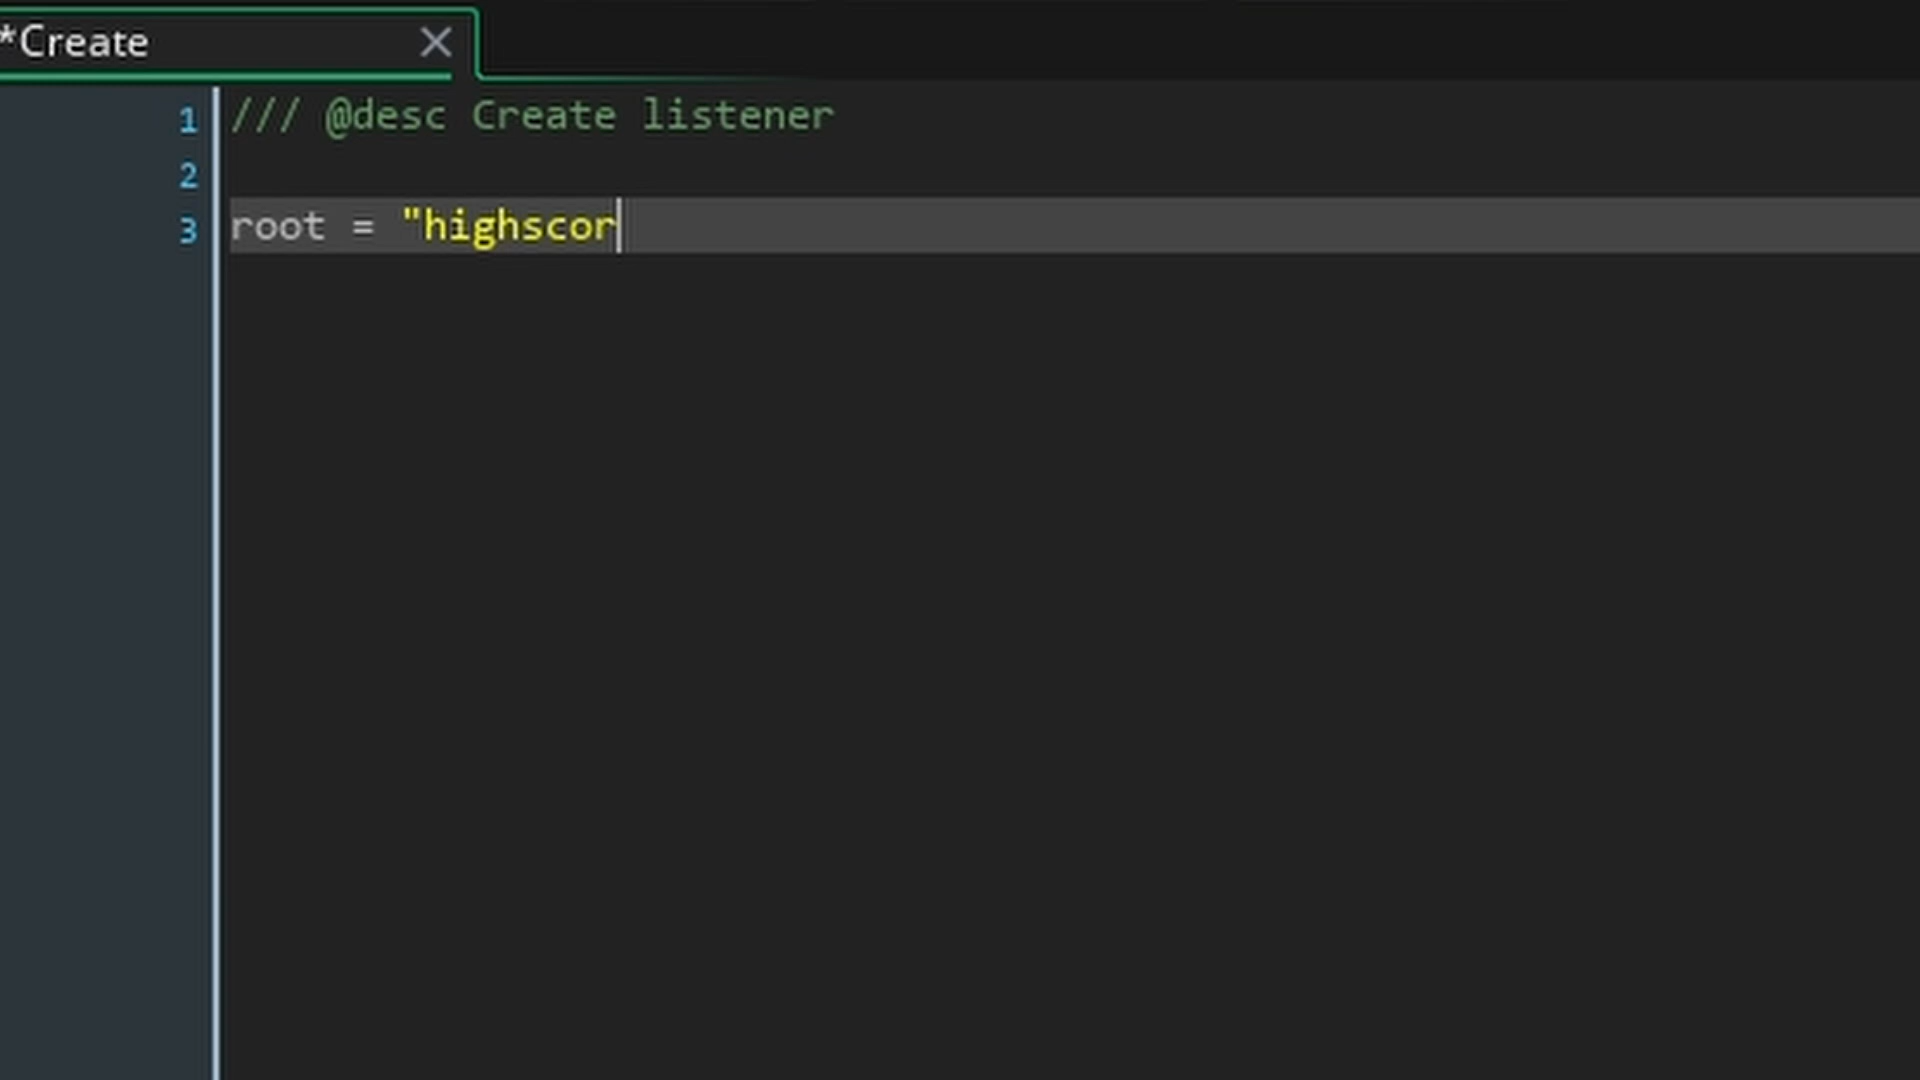 *Create
1 /// @desc Create listener
2
3 root = "highscor